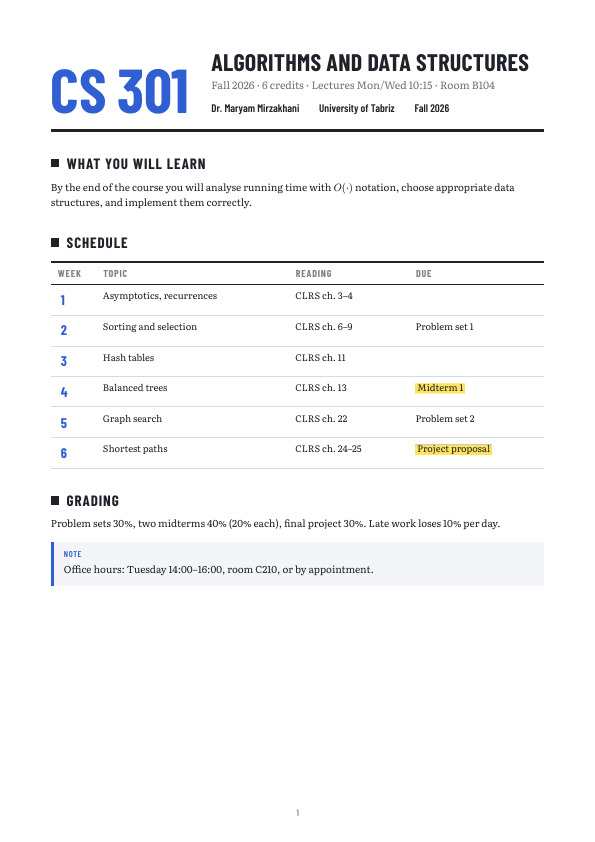 CS 301
ALGORITHMS AND DATA STRUCTURES
Fall 2026 · 6 credits · Lectures Mon/Wed 10:15 · Room B104
Dr. Maryam Mirzakhani University of Tabriz Fall 2026
WHAT YOU WILL LEARN
By the end of the course you will analyse running time with O(·) notation, choose appropriate data
structures, and implement them correctly.
SCHEDULE
WEEK TOPIC READING DUE
1 Asymptotics, recurrences CLRS ch. 3–4
2 Sorting and selection CLRS ch. 6–9 Problem set 1
3 Hash tables CLRS ch. 11
4 Balanced trees CLRS ch. 13 Midterm 1
5 Graph search CLRS ch. 22 Problem set 2
6 Shortest paths CLRS ch. 24–25 Project proposal
GRADING
Problem sets 30%, two midterms 40% (20% each), final project 30%. Late work loses 10% per day.
NOTE
Office hours: Tuesday 14:00–16:00, room C210, or by appointment.
1